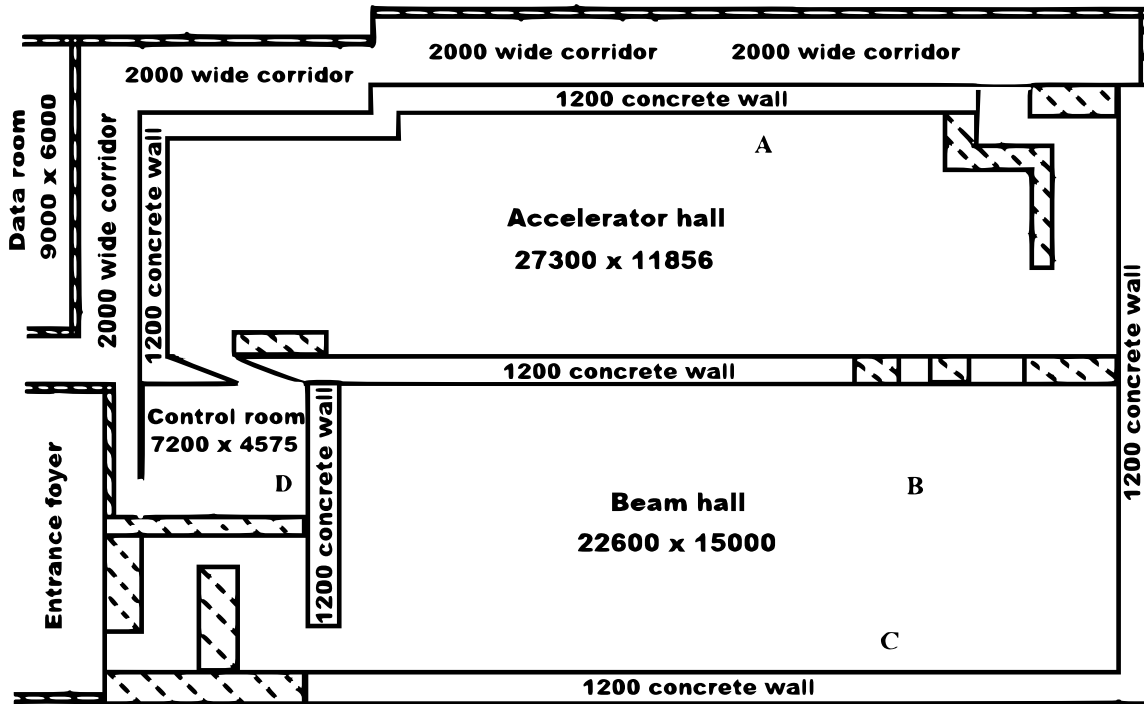 2000 wide corridor
2000 wide corridor
2000 wide corridor
1200 concrete wall
Data room
9000 x 6000
2000 wide corridor
1200 concrete wall
A
Accelerator hall
27300 x 11856
1200 concrete wall
1200 concrete wall
Control room
7200 x 4575
D
1200 concrete wall
B
Beam hall
22600 x 15000
Entrance foyer
C
1200 concrete wall